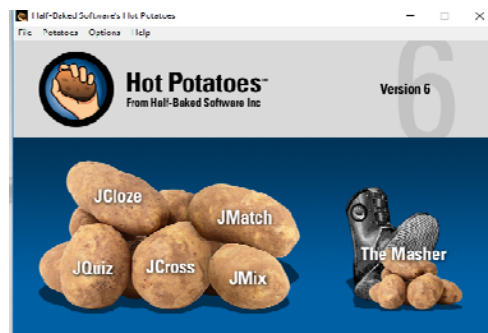 Half-Baked Software's Hot Potatoes
File Potatoes Options Help
Hot Potatoes™
From Half-Baked Software Inc
Version 6
6
JCloze
JMatch
JQuiz
JCross
JMix
The Masher